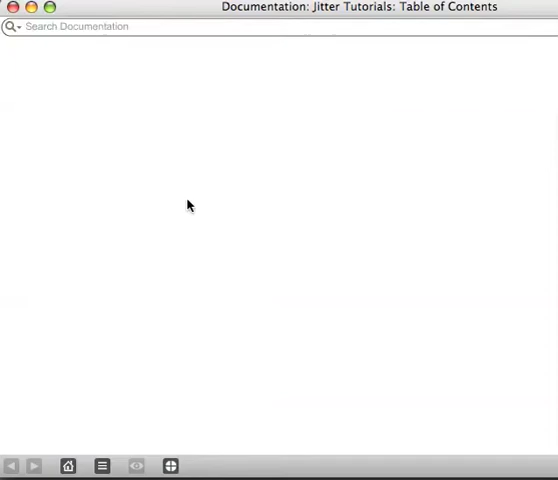 Documentation: Jitter Tutorials: Table of Contents
Search Documentation